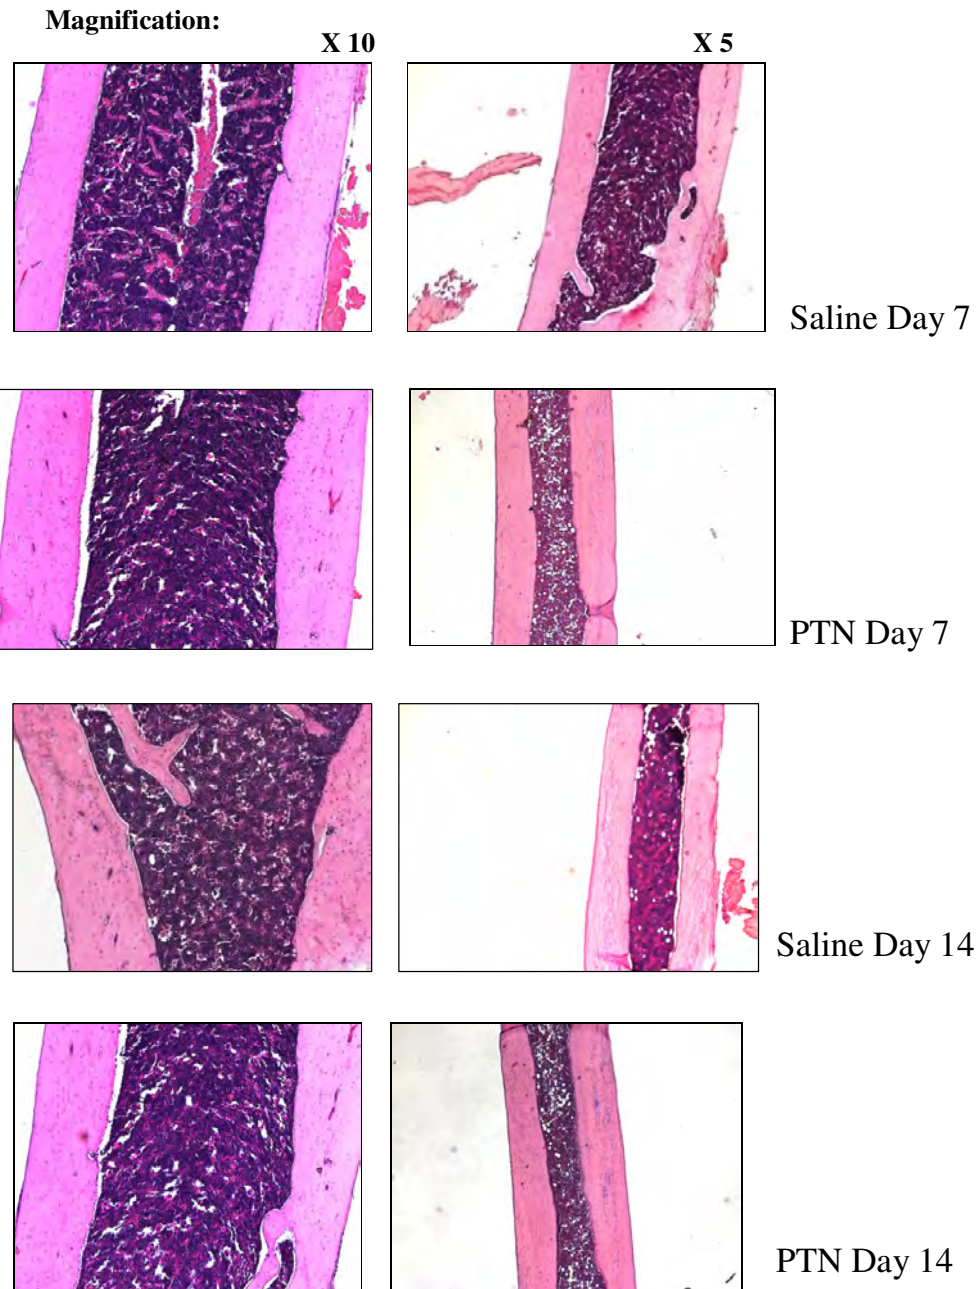 Magnification:
X 10
X 5
Saline Day 7
PTN Day 7
Saline Day 14
PTN Day 14